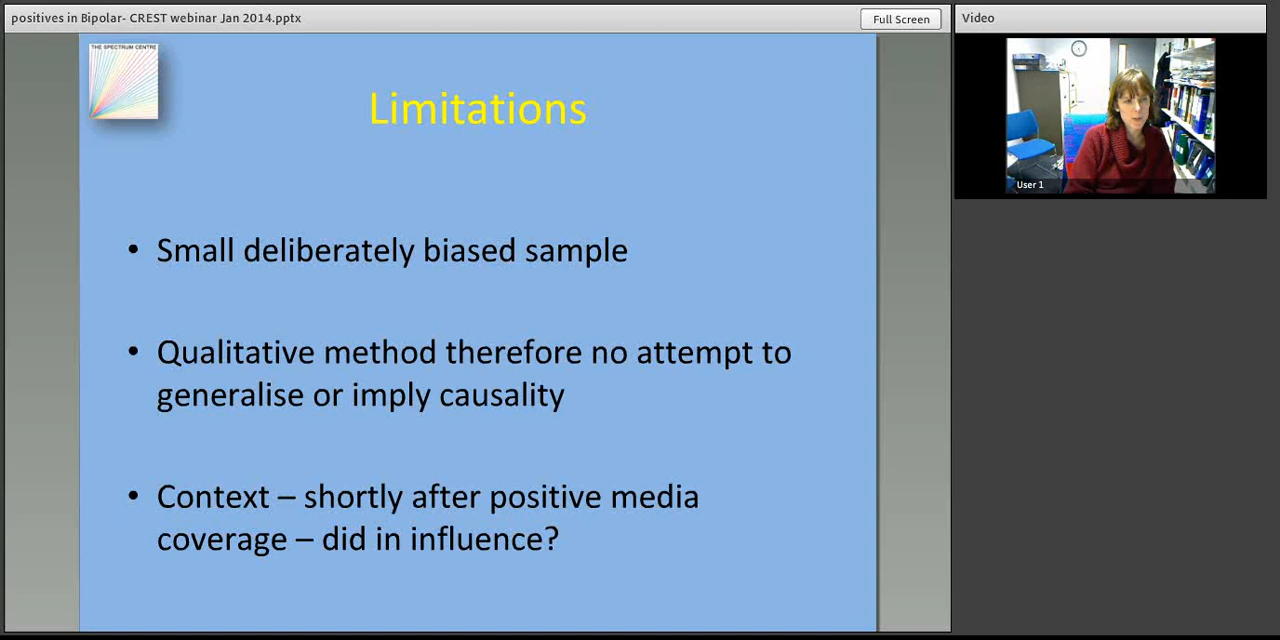 positives in Bipolar- CREST webinar Jan 2014.pptx
Full Screen
Video
THE SPECTRUM CENTRE
Limitations
User 1
• Small deliberately biased sample
• Qualitative method therefore no attempt to
generalise or imply causality
• Context – shortly after positive media
coverage – did in influence?